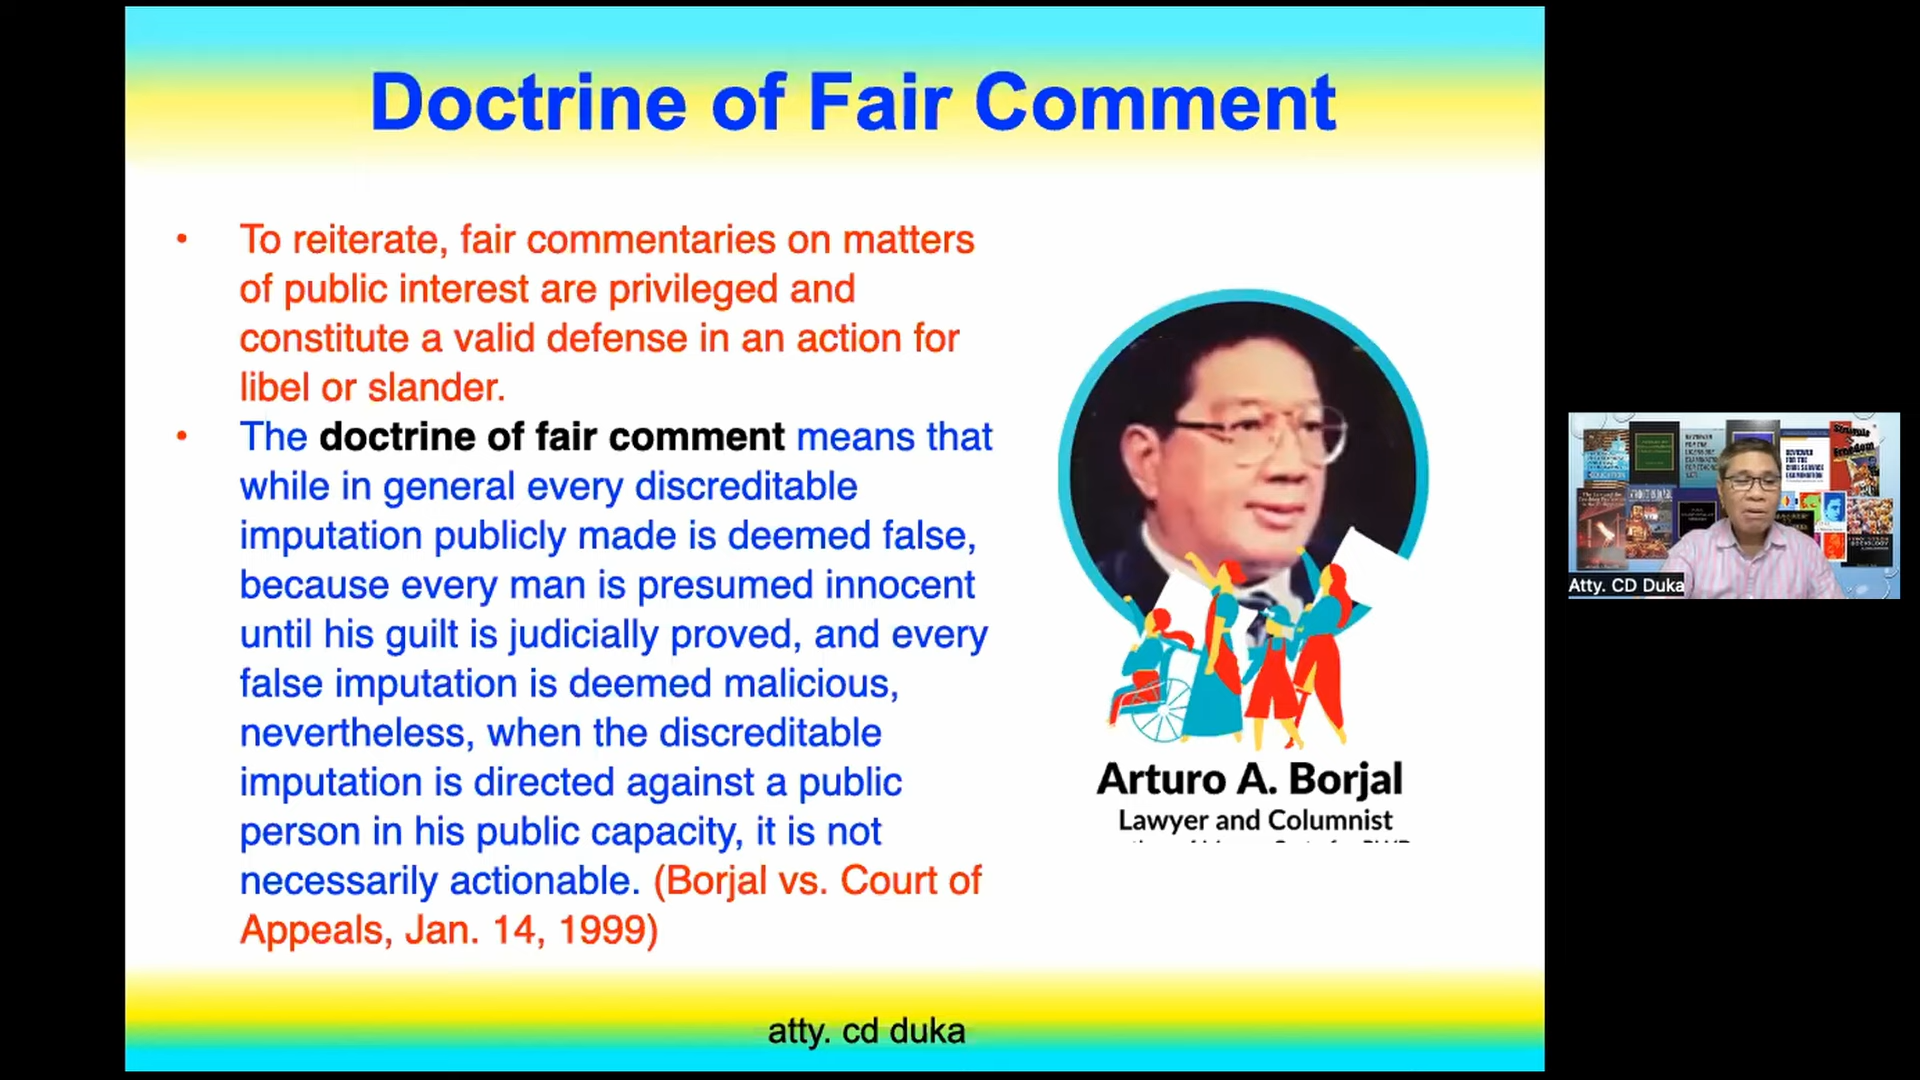 Doctrine of Fair Comment
• To reiterate, fair commentaries on matters
of public interest are privileged and
constitute a valid defense in an action for
libel or slander.
• The doctrine of fair comment means that
while in general every discreditable
imputation publicly made is deemed false,
because every man is presumed innocent
until his guilt is judicially proved, and every
false imputation is deemed malicious,
nevertheless, when the discreditable
imputation is directed against a public
person in his public capacity, it is not
necessarily actionable. (Borjal vs. Court of
Appeals, Jan. 14, 1999)
Arturo A. Borjal
Lawyer and Columnist
atty. cd duka
Atty. CD Duka